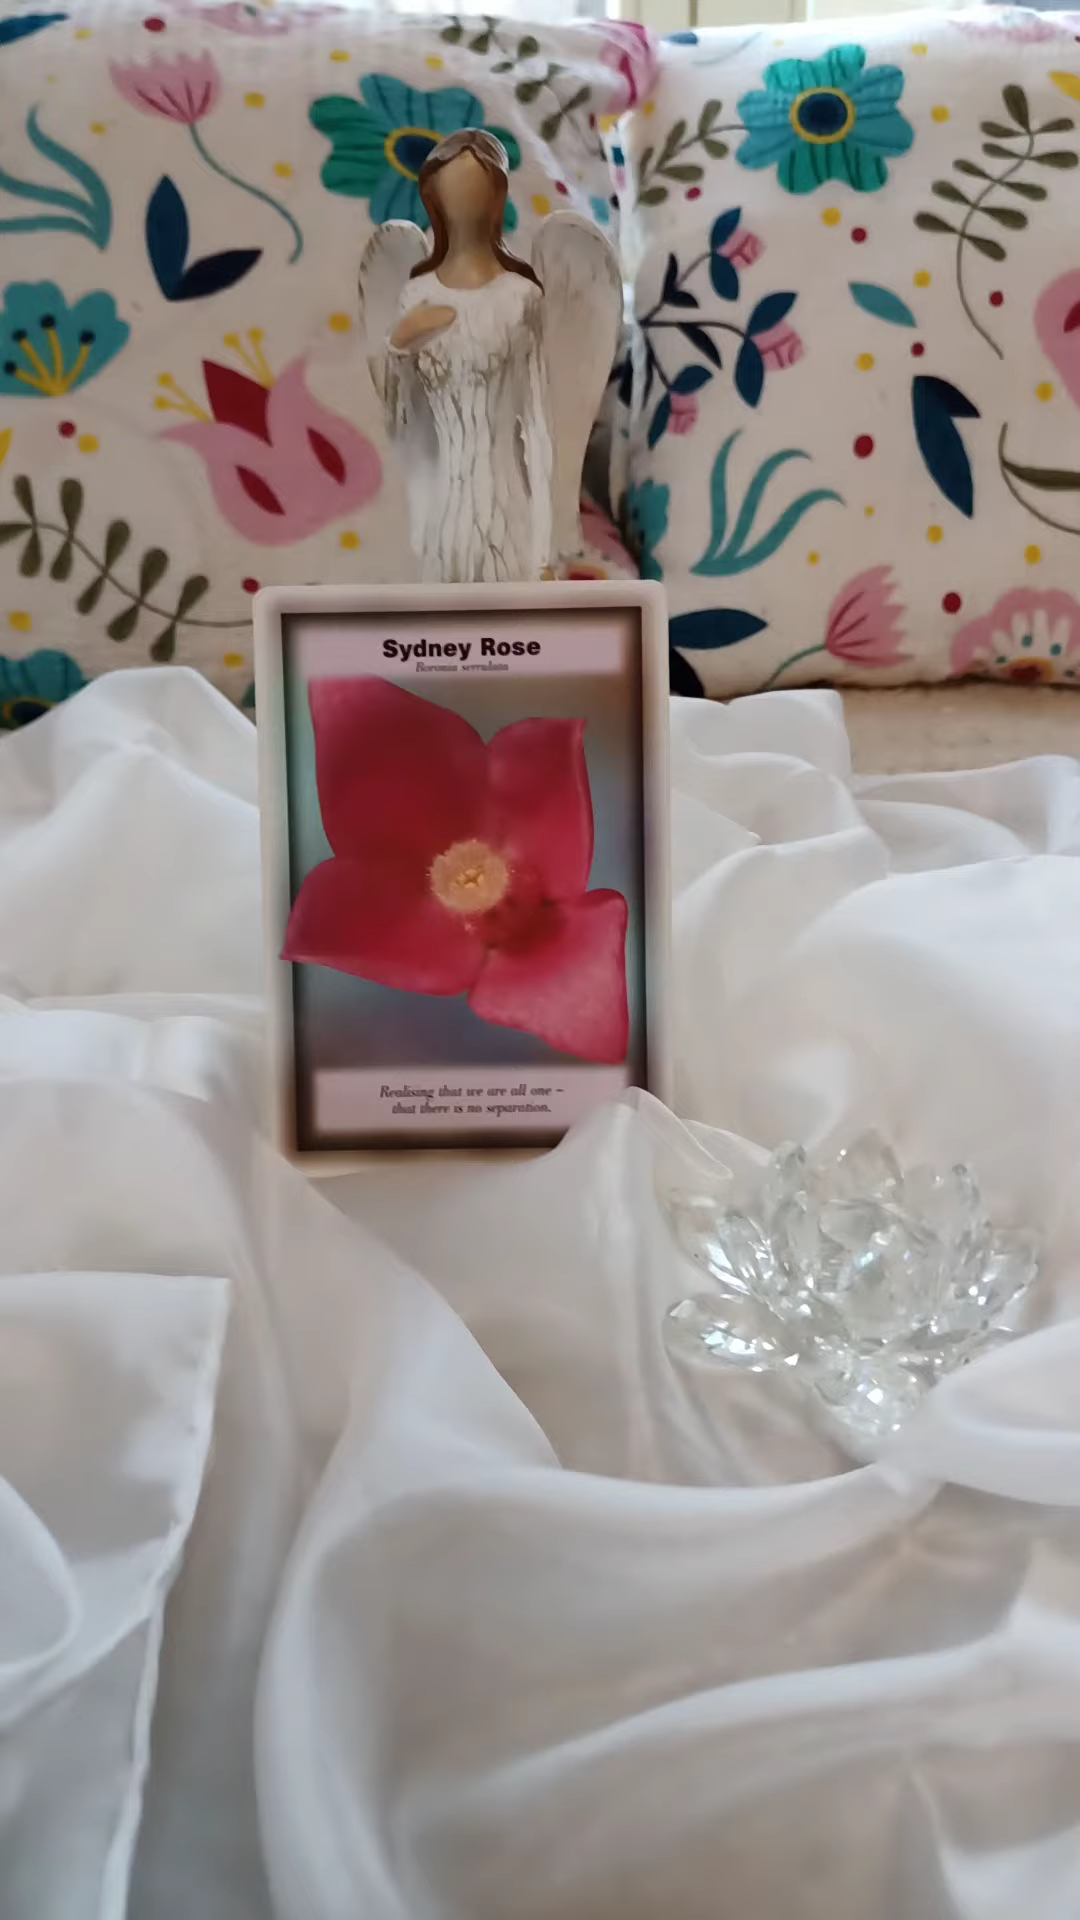 Sydney Rose
Boronia serrulata
Realising that we are all one –
that there is no separation.